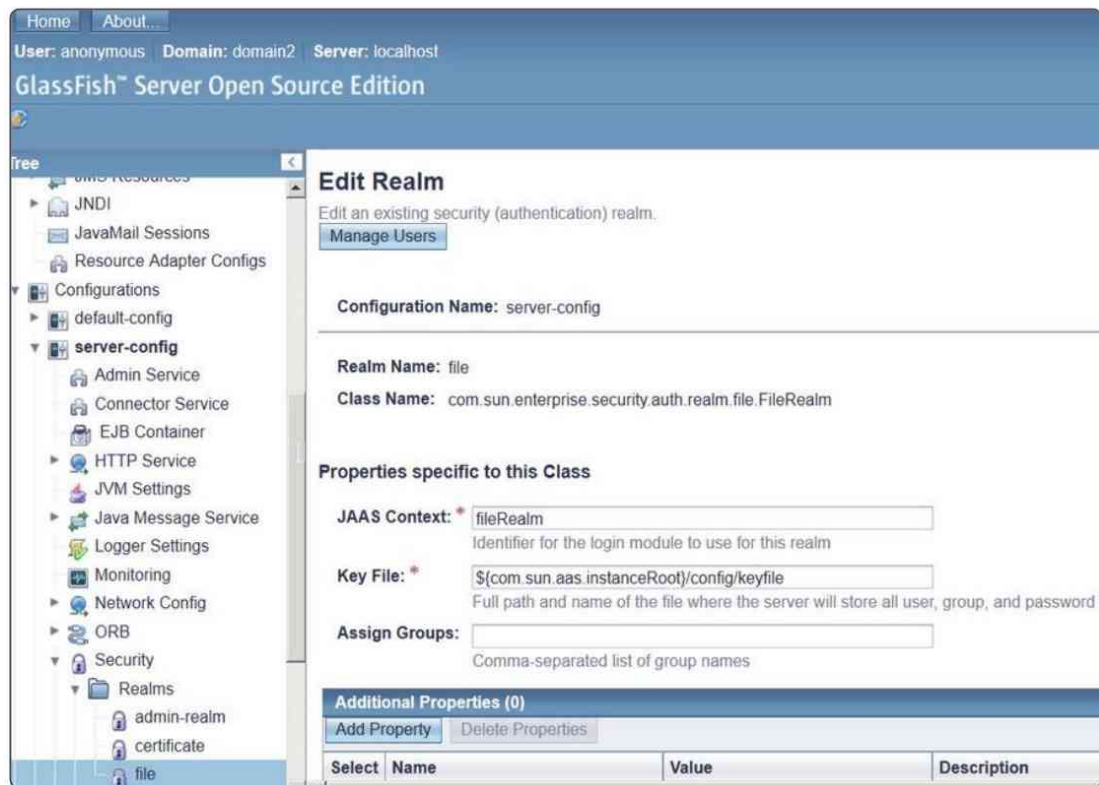 Home About...
User: anonymous Domain: domain2 Server: localhost
GlassFish™ Server Open Source Edition
Tree
JMS Resources
JNDI
JavaMail Sessions
Resource Adapter Configs
Configurations
default-config
server-config
Admin Service
Connector Service
EJB Container
HTTP Service
JVM Settings
Java Message Service
Logger Settings
Monitoring
Network Config
ORB
Security
Realms
admin-realm
certificate
file
Edit Realm
Edit an existing security (authentication) realm.
Manage Users
Configuration Name: server-config
Realm Name: file
Class Name: com.sun.enterprise.security.auth.realm.file.FileRealm
Properties specific to this Class
JAAS Context: * fileRealm
Identifier for the login module to use for this realm
Key File: * ${com.sun.aas.instanceRoot}/config/keyfile
Full path and name of the file where the server will store all user, group, and password
Assign Groups:
Comma-separated list of group names
Additional Properties (0)
Add Property Delete Properties
Select Name Value Description